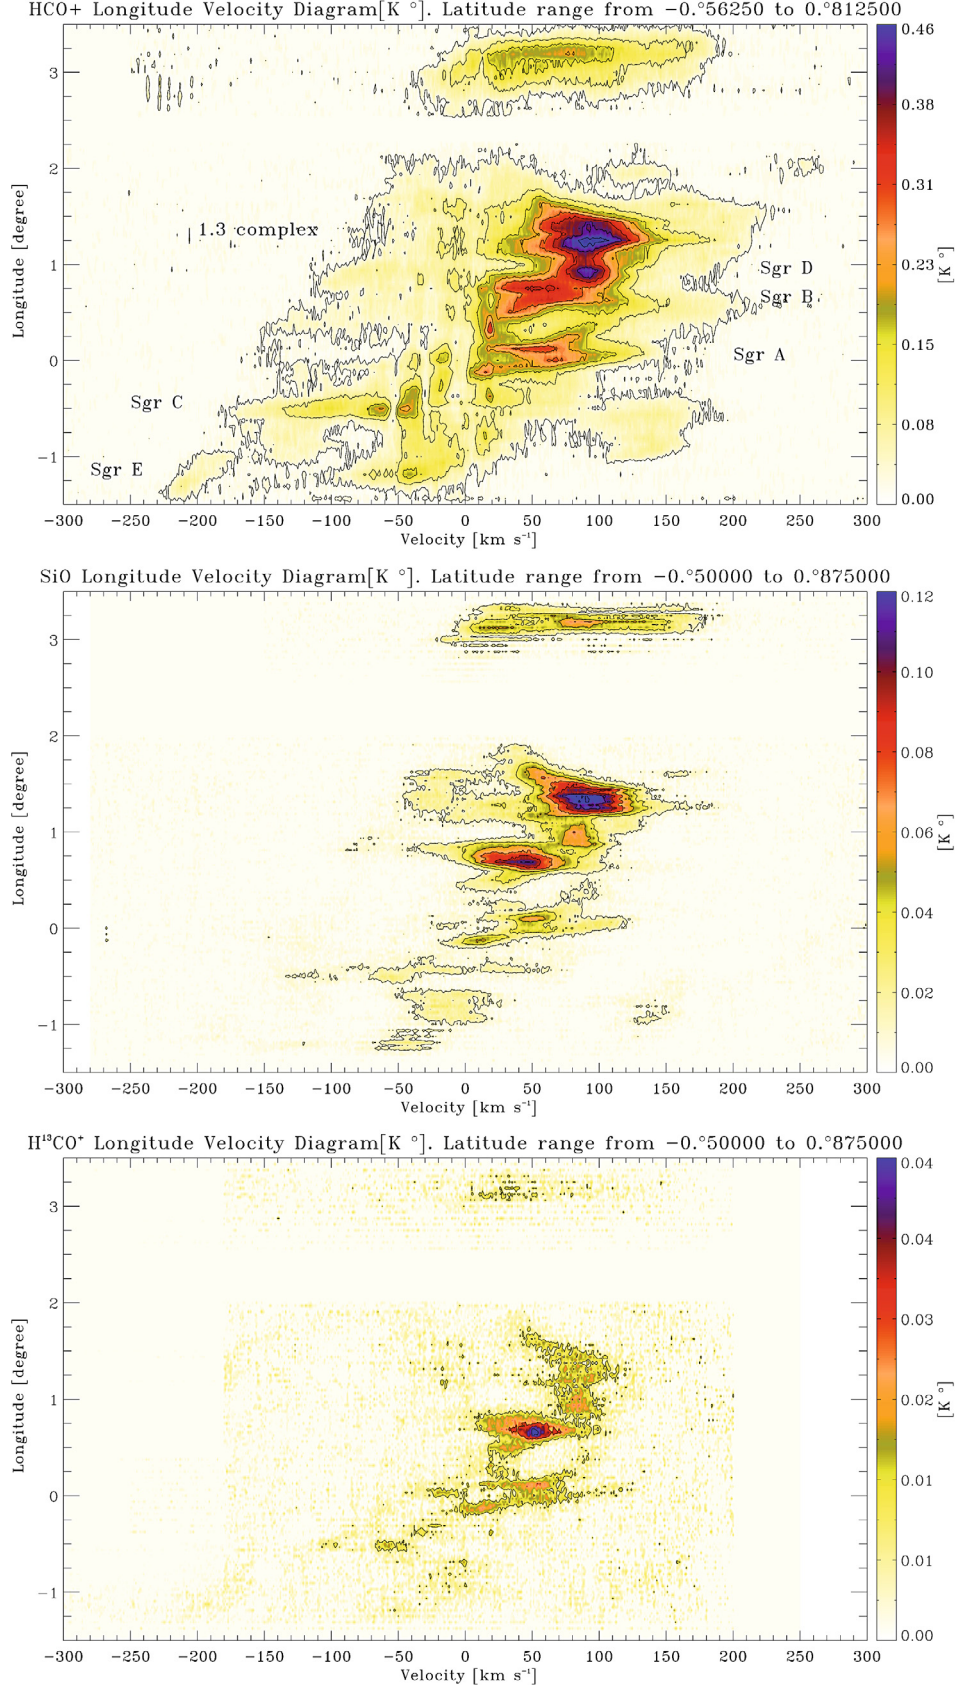 HCO+ Longitude Velocity Diagram[K °]. Latitude range from −0.°56250 to 0.°812500
0.46
3
0.38
2
0.31
1.3 complex
1
Longitude [degree]
Sgr D
0.23
[K °]
Sgr B
0
Sgr A
0.15
Sgr C
0.08
−1
Sgr E
0.00
−300 −250 −200 −150 −100 −50 0 50 100 150 200 250 300
Velocity [km s⁻¹]
SiO Longitude Velocity Diagram[K °]. Latitude range from −0.°50000 to 0.°875000
0.12
3
0.10
2
0.08
1
Longitude [degree]
0.06
[K °]
0
0.04
−1
0.02
0.00
−300 −250 −200 −150 −100 −50 0 50 100 150 200 250 300
Velocity [km s⁻¹]
H¹³CO⁺ Longitude Velocity Diagram[K °]. Latitude range from −0.°50000 to 0.°875000
0.04
3
0.04
2
0.03
1
Longitude [degree]
0.02
[K °]
0
0.01
−1
0.01
0.00
−300 −250 −200 −150 −100 −50 0 50 100 150 200 250 300
Velocity [km s⁻¹]